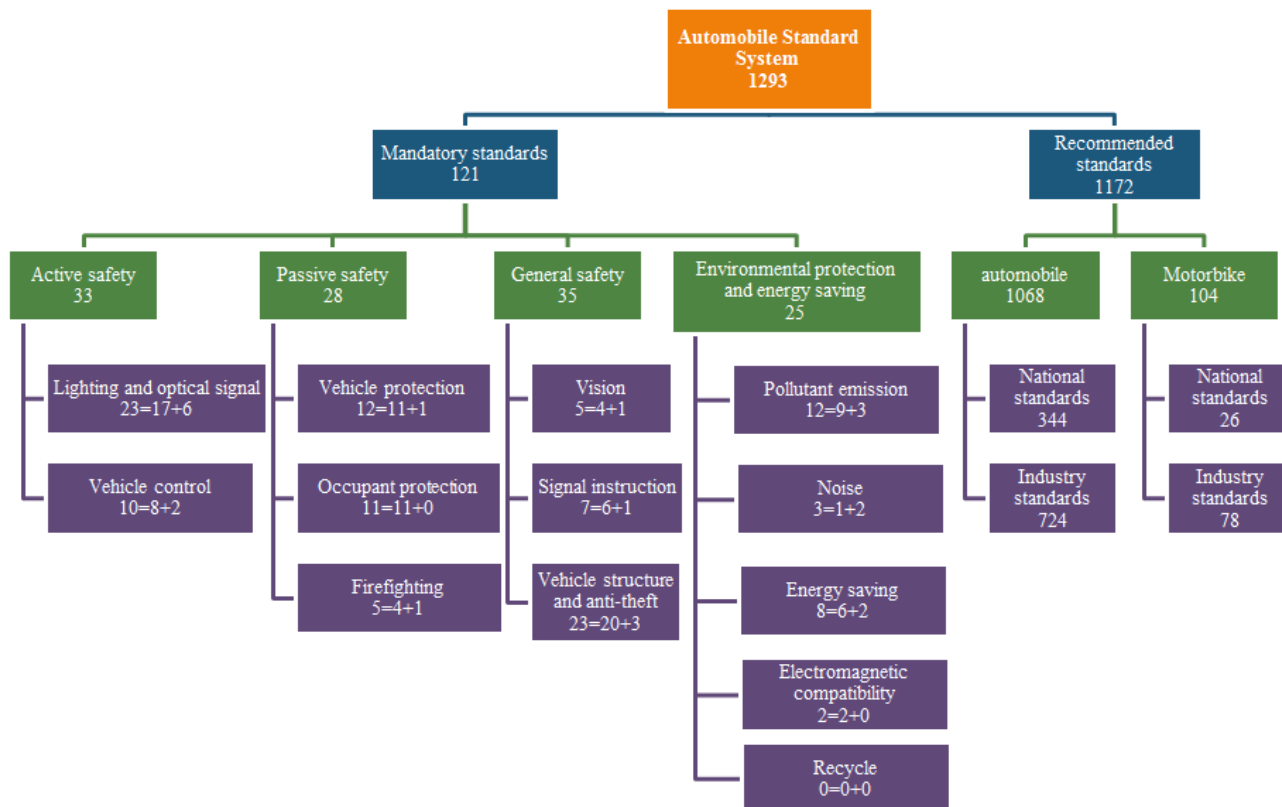 Automobile Standard
System
1293
Mandatory standards
121
Recommended
standards
1172
Active safety
33
Passive safety
28
General safety
35
Environmental protection
and energy saving
25
automobile
1068
Motorbike
104
Lighting and optical signal
23=17+6
Vehicle control
10=8+2
Vehicle protection
12=11+1
Occupant protection
11=11+0
Firefighting
5=4+1
Vision
5=4+1
Signal instruction
7=6+1
Vehicle structure
and anti-theft
23=20+3
Pollutant emission
12=9+3
Noise
3=1+2
Energy saving
8=6+2
Electromagnetic
compatibility
2=2+0
Recycle
0=0+0
National
standards
344
Industry
standards
724
National
standards
26
Industry
standards
78